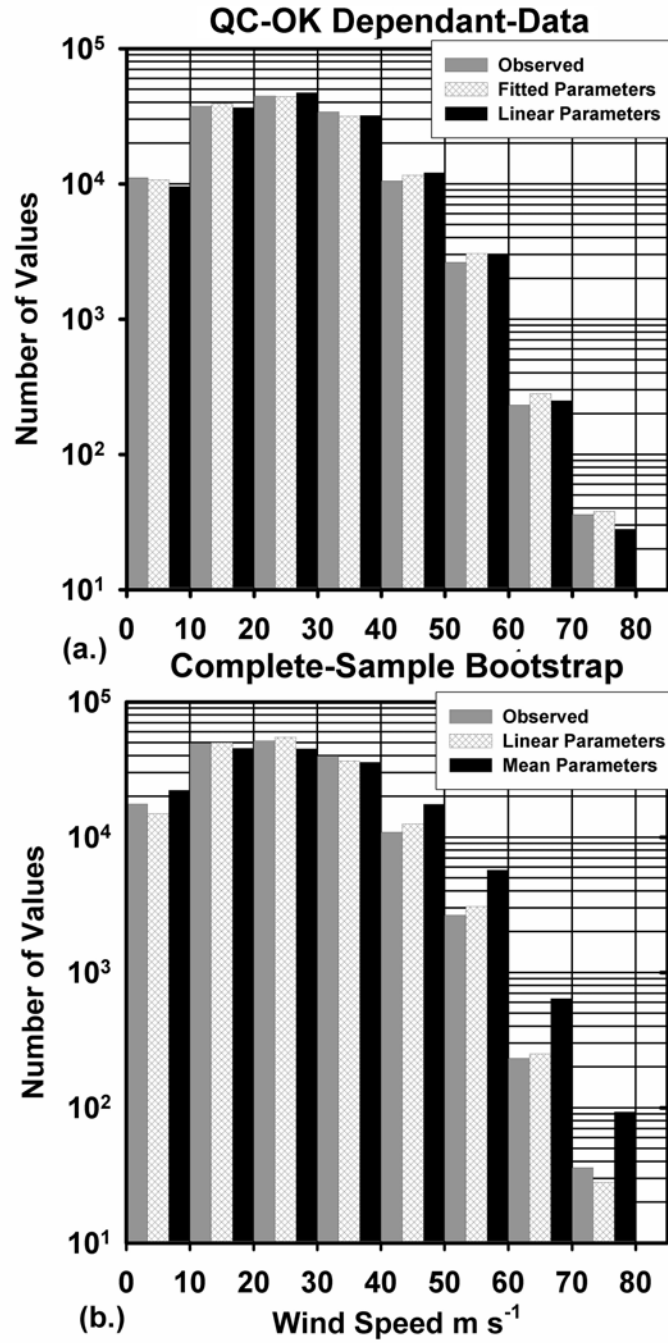 QC-OK Dependant-Data
10^5
10^4
10^3
10^2
10^1
Number of Values
Observed
Fitted Parameters
Linear Parameters
0 10 20 30 40 50 60 70 80
(a.)
Complete-Sample Bootstrap
10^5
10^4
10^3
10^2
10^1
Number of Values
Observed
Linear Parameters
Mean Parameters
0 10 20 30 40 50 60 70 80
(b.)
Wind Speed m s^-1